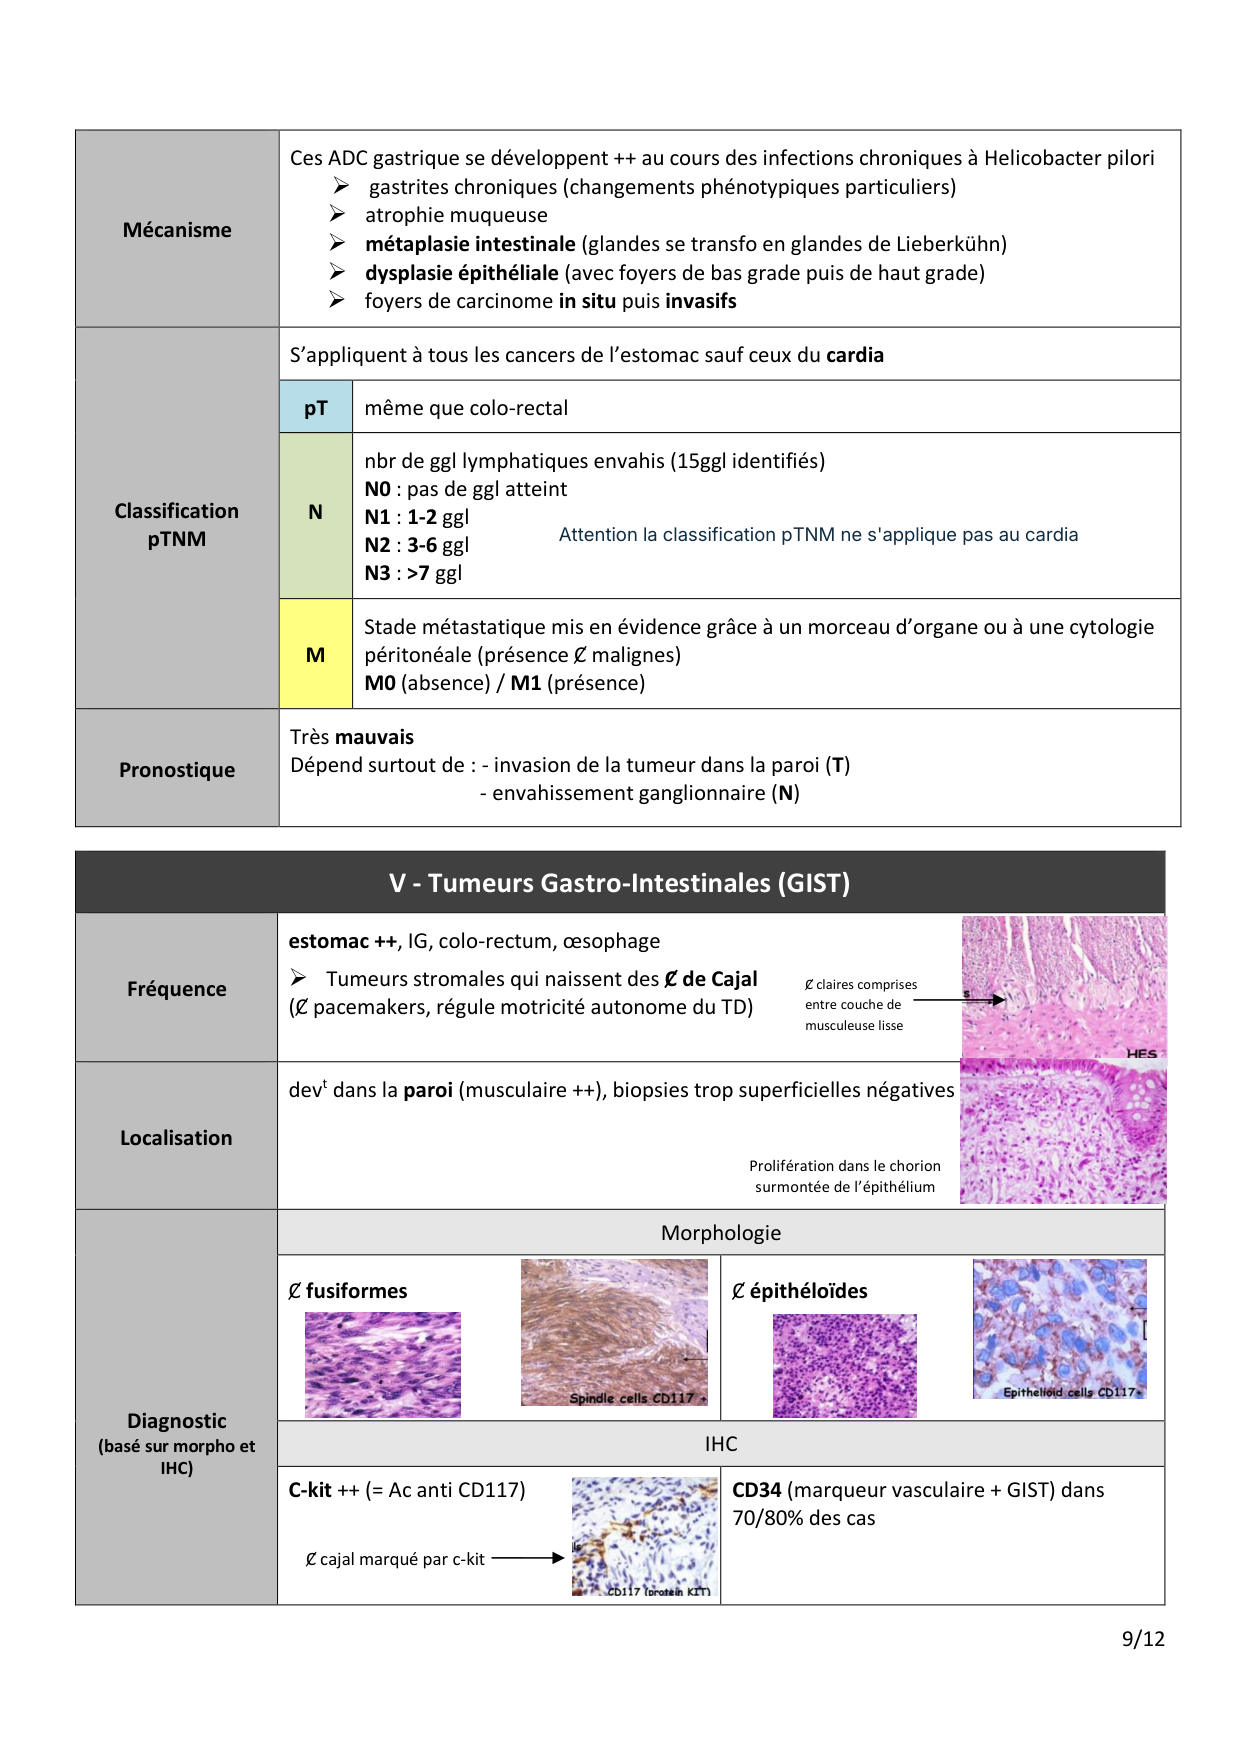 Mécanisme
Ces ADC gastrique se développent ++ au cours des infections chroniques à Helicobacter pilori
➢ gastrites chroniques (changements phénotypiques particuliers)
➢ atrophie muqueuse
➢ métaplasie intestinale (glandes se transfo en glandes de Lieberkühn)
➢ dysplasie épithéliale (avec foyers de bas grade puis de haut grade)
➢ foyers de carcinome in situ puis invasifs
Classification
pTNM
S’appliquent à tous les cancers de l’estomac sauf ceux du cardia
pT
même que colo-rectal
N
nbr de ggl lymphatiques envahis (15ggl identifiés)
N0 : pas de ggl atteint
N1 : 1-2 ggl
N2 : 3-6 ggl
N3 : >7 ggl
Attention la classification pTNM ne s'applique pas au cardia
M
Stade métastatique mis en évidence grâce à un morceau d’organe ou à une cytologie
péritonéale (présence Ȼ malignes)
M0 (absence) / M1 (présence)
Pronostique
Très mauvais
Dépend surtout de : - invasion de la tumeur dans la paroi (T)
- envahissement ganglionnaire (N)
V - Tumeurs Gastro-Intestinales (GIST)
Fréquence
estomac ++, IG, colo-rectum, œsophage
➢ Tumeurs stromales qui naissent des Ȼ de Cajal
(Ȼ pacemakers, régule motricité autonome du TD)
Ȼ claires comprises
entre couche de
musculeuse lisse
s
HES
Localisation
devᵗ dans la paroi (musculaire ++), biopsies trop superficielles négatives
Prolifération dans le chorion
surmontée de l’épithélium
Diagnostic
(basé sur morpho et
IHC)
Morphologie
Ȼ fusiformes
Spindle cells CD117 +
Ȼ épithéloïdes
Epithelioid cells CD117+
IHC
C-kit ++ (= Ac anti CD117)
Ȼ cajal marqué par c-kit
ls
CD117 (protein KIT)
CD34 (marqueur vasculaire + GIST) dans
70/80% des cas
9/12